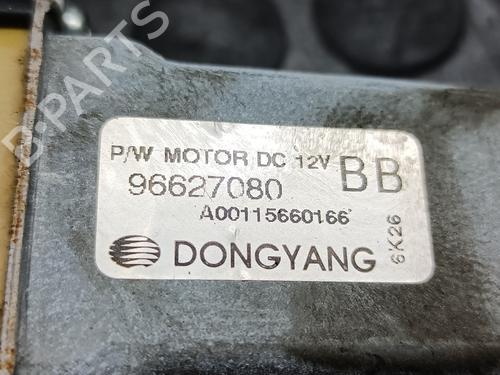 P/W MOTOR DC 12V
BB
96627080
A00115660166
6K26
DONGYANG
B-PARTS